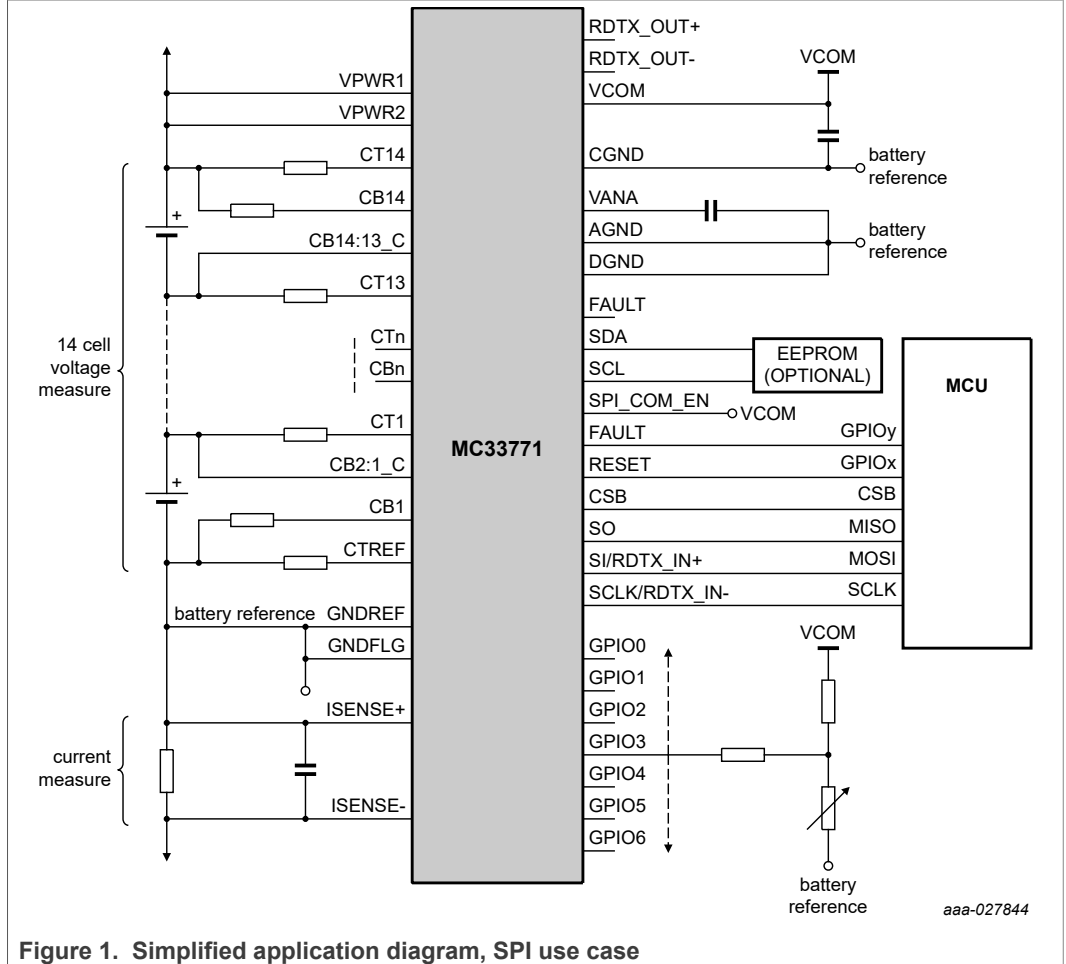 RDTX_OUT+
RDTX_OUT-
VCOM
VPWR1
VCOM
VPWR2
CT14
CGND
battery
reference
CB14
VANA
CB14:13_C
AGND
battery
reference
DGND
CT13
FAULT
14 cell
voltage
measure
CTn
SDA
CBn
SCL
EEPROM
(OPTIONAL)
MCU
SPI_COM_EN
VCOM
CT1
MC33771
FAULT
GPIOy
CB2:1_C
RESET
GPIOx
CSB
CSB
CB1
SO
MISO
CTREF
SI/RDTX_IN+
MOSI
SCLK/RDTX_IN-
SCLK
battery reference
GNDREF
GNDFLG
VCOM
GPIO0
GPIO1
ISENSE+
GPIO2
GPIO3
current
measure
GPIO4
ISENSE-
GPIO5
GPIO6
battery
reference
aaa-027844
Figure 1. Simplified application diagram, SPI use case
+
+